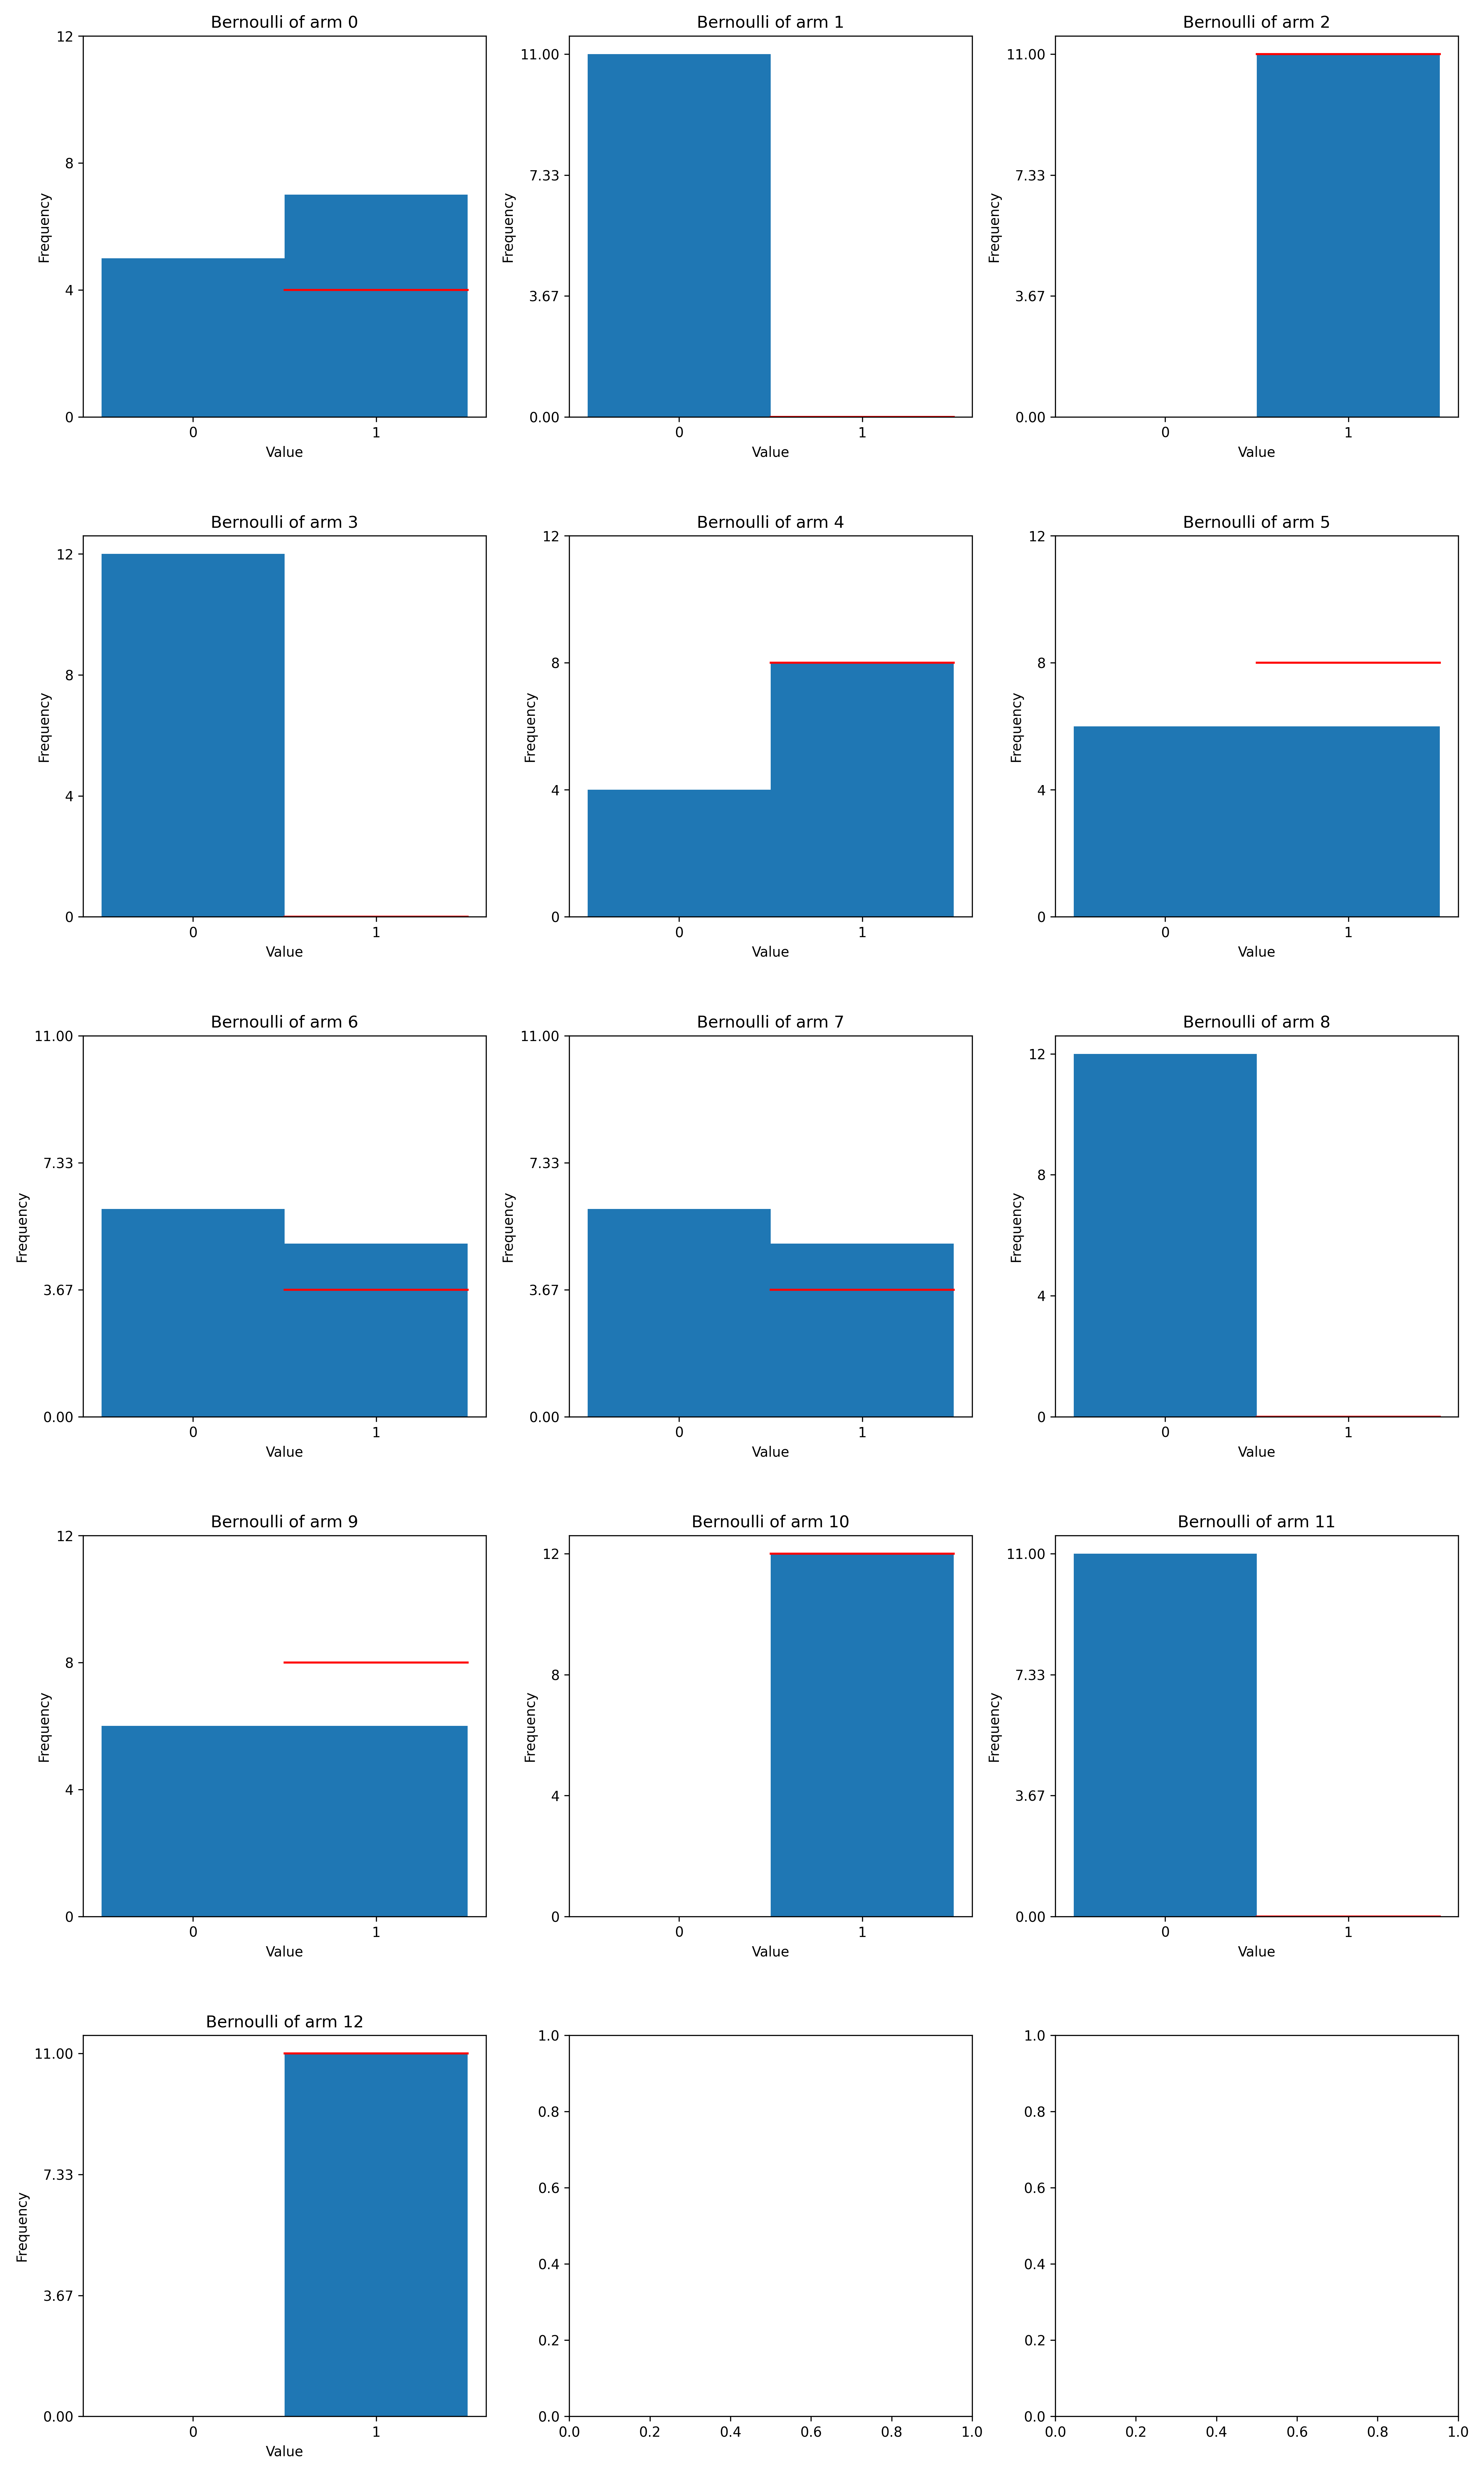 Bernoulli of arm 0
12
8
4
0
Frequency
0 1
Value
Bernoulli of arm 1
11.00
7.33
3.67
0.00
Frequency
0 1
Value
Bernoulli of arm 2
11.00
7.33
3.67
0.00
Frequency
0 1
Value
Bernoulli of arm 3
12
8
4
0
Frequency
0 1
Value
Bernoulli of arm 4
12
8
4
0
Frequency
0 1
Value
Bernoulli of arm 5
12
8
4
0
Frequency
0 1
Value
Bernoulli of arm 6
11.00
7.33
3.67
0.00
Frequency
0 1
Value
Bernoulli of arm 7
11.00
7.33
3.67
0.00
Frequency
0 1
Value
Bernoulli of arm 8
12
8
4
0
Frequency
0 1
Value
Bernoulli of arm 9
12
8
4
0
Frequency
0 1
Value
Bernoulli of arm 10
12
8
4
0
Frequency
0 1
Value
Bernoulli of arm 11
11.00
7.33
3.67
0.00
Frequency
0 1
Value
Bernoulli of arm 12
11.00
7.33
3.67
0.00
Frequency
0 1
Value
1.0
0.8
0.6
0.4
0.2
0.0
0.0 0.2 0.4 0.6 0.8 1.0
1.0
0.8
0.6
0.4
0.2
0.0
0.0 0.2 0.4 0.6 0.8 1.0